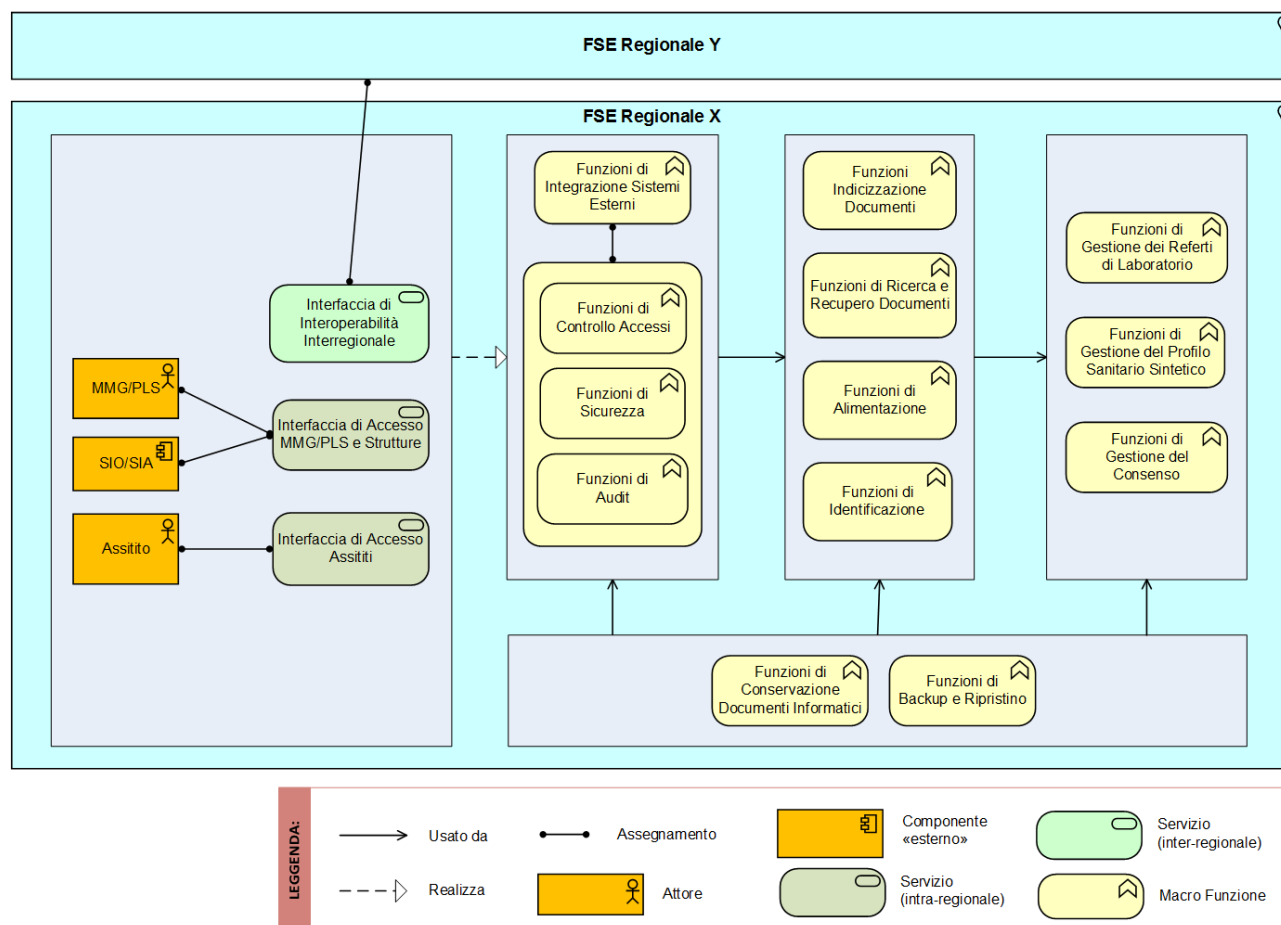 FSE Regionale Y
FSE Regionale X
Interfaccia di
Interoperabilità
Interregionale
MMG/PLS
SIO/SIA
Interfaccia di Accesso
MMG/PLS e Strutture
Assitito
Interfaccia di Accesso
Assititi
Funzioni di
Integrazione Sistemi
Esterni
Funzioni di
Controllo Accessi
Funzioni di
Sicurezza
Funzioni di
Audit
Funzioni
Indicizzazione
Documenti
Funzioni di Ricerca e
Recupero Documenti
Funzioni di
Alimentazione
Funzioni di
Identificazione
Funzioni di
Gestione dei Referti
di Laboratorio
Funzioni di
Gestione del Profilo
Sanitario Sintetico
Funzioni di
Gestione del
Consenso
Funzioni di
Conservazione
Documenti Informatici
Funzioni di
Backup e Ripristino
LEGGENDA:
Usato da
Assegnamento
Componente
«esterno»
Servizio
(inter-regionale)
Realizza
Attore
Servizio
(intra-regionale)
Macro Funzione